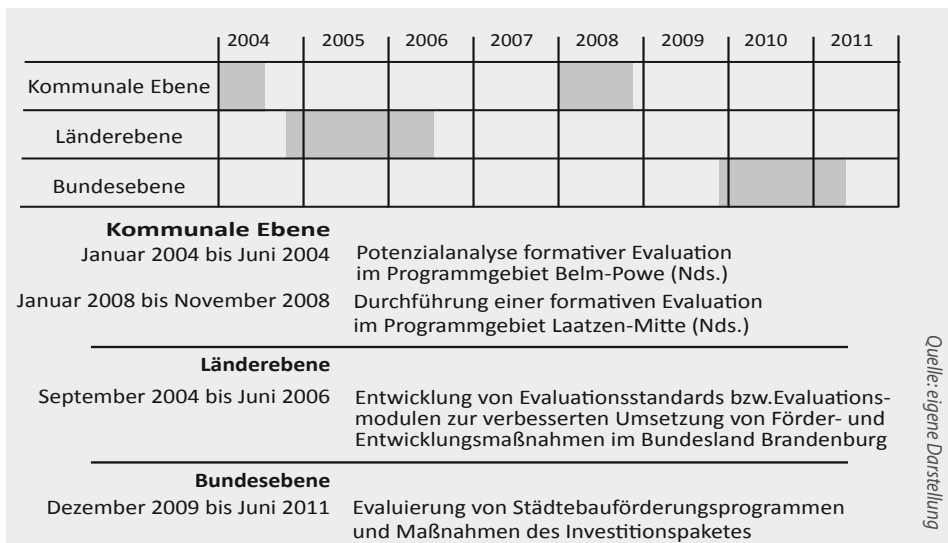 2004 2005 2006 2007 2008 2009 2010 2011
Kommunale Ebene
Länderebene
Bundesebene
Kommunale Ebene
Januar 2004 bis Juni 2004 Potenzialanalyse formativer Evaluation
im Programmgebiet Belm-Powe (Nds.)
Januar 2008 bis November 2008 Durchführung einer formativen Evaluation
im Programmgebiet Laatzen-Mitte (Nds.)
Länderebene
September 2004 bis Juni 2006 Entwicklung von Evaluationsstandards bzw.Evaluations-
modulen zur verbesserten Umsetzung von Förder- und
Entwicklungsmaßnahmen im Bundesland Brandenburg
Bundesebene
Dezember 2009 bis Juni 2011 Evaluierung von Städtebauförderungsprogrammen
und Maßnahmen des Investitionspaketes
Quelle: eigene Darstellung